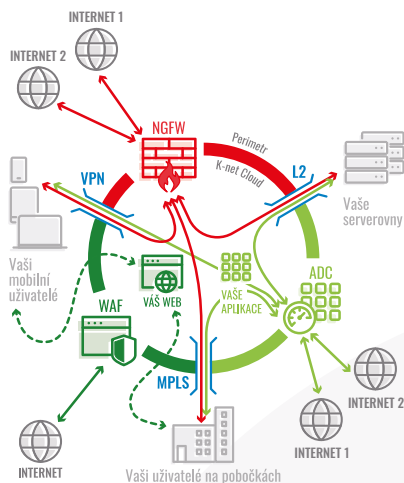 INTERNET 1
INTERNET 2
NGFW
Perimetr
K-net Cloud
VPN
L2
Vaše
serverovny
Vaši
mobilní
uživatelé
VÁŠ WEB
VAŠE
APLIKACE
ADC
WAF
MPLS
INTERNET 2
INTERNET 1
INTERNET
Vaši uživatelé na pobočkách